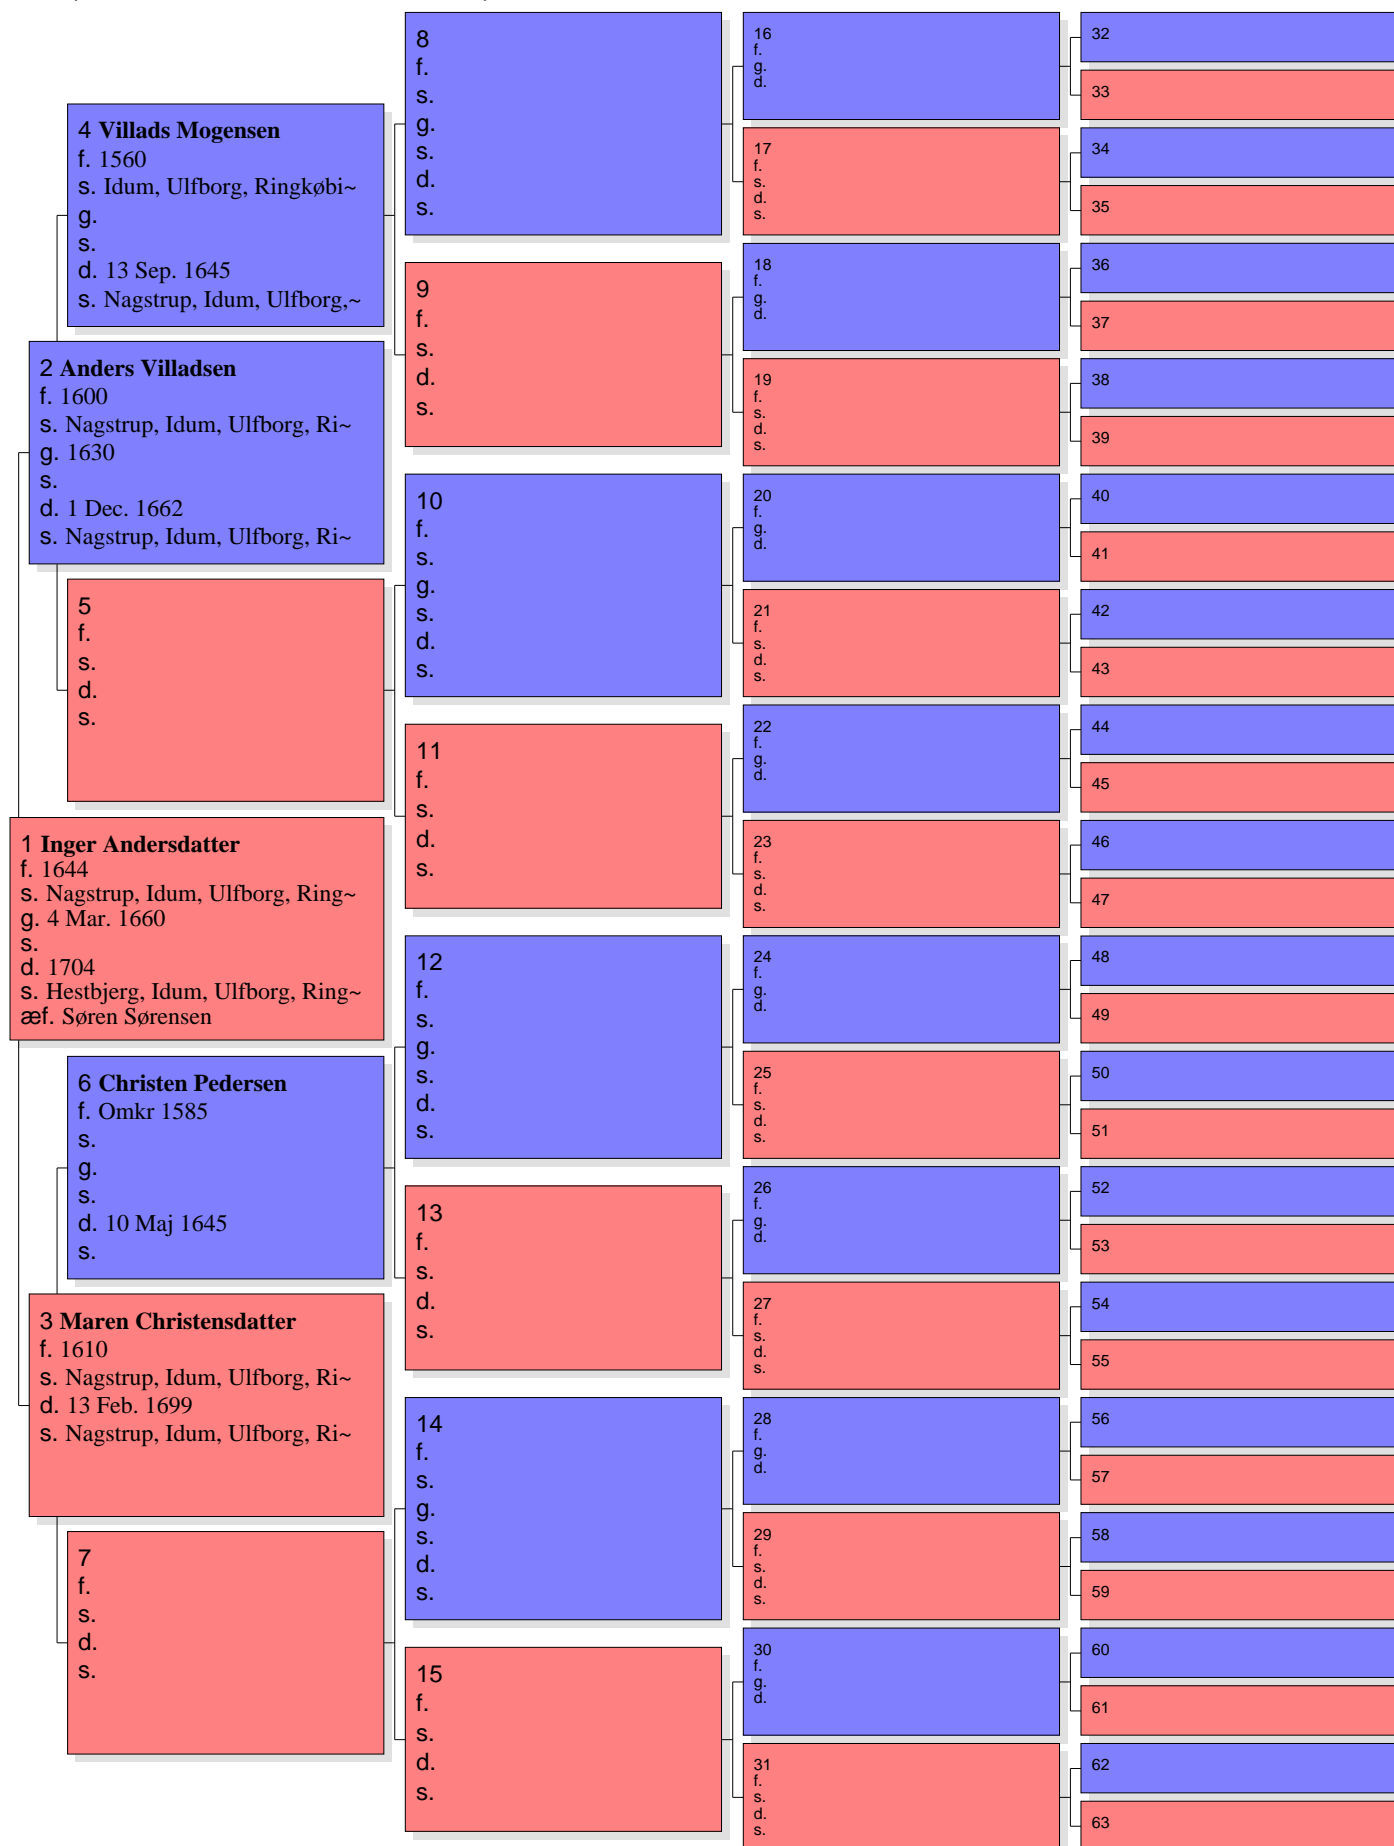 4 Villads Mogensen
f. 1560
s. Idum, Ulfborg, Ringkøbi~
g.
s.
d. 13 Sep. 1645
s. Nagstrup, Idum, Ulfborg,~
2 Anders Villadsen
f. 1600
s. Nagstrup, Idum, Ulfborg, Ri~
g. 1630
s.
d. 1 Dec. 1662
s. Nagstrup, Idum, Ulfborg, Ri~
5
f.
s.
d.
s.
1 Inger Andersdatter
f. 1644
s. Nagstrup, Idum, Ulfborg, Ring~
g. 4 Mar. 1660
s.
d. 1704
s. Hestbjerg, Idum, Ulfborg, Ring~
æf. Søren Sørensen
6 Christen Pedersen
f. Omkr 1585
s.
g.
s.
d. 10 Maj 1645
s.
3 Maren Christensdatter
f. 1610
s. Nagstrup, Idum, Ulfborg, Ri~
d. 13 Feb. 1699
s. Nagstrup, Idum, Ulfborg, Ri~
7
f.
s.
d.
s.
8
f.
s.
g.
s.
d.
s.
9
f.
s.
d.
s.
10
f.
s.
g.
s.
d.
s.
11
f.
s.
d.
s.
12
f.
s.
g.
s.
d.
s.
13
f.
s.
d.
s.
14
f.
s.
g.
s.
d.
s.
15
f.
s.
d.
s.
16
f.
g.
d.
17
f.
s.
d.
s.
18
f.
g.
d.
19
f.
s.
d.
s.
20
f.
g.
d.
21
f.
s.
d.
s.
22
f.
g.
d.
23
f.
s.
d.
s.
24
f.
g.
d.
25
f.
s.
d.
s.
26
f.
g.
d.
27
f.
s.
d.
s.
28
f.
g.
d.
29
f.
s.
d.
s.
30
f.
g.
d.
31
f.
s.
d.
s.
32
33
34
35
36
37
38
39
40
41
42
43
44
45
46
47
48
49
50
51
52
53
54
55
56
57
58
59
60
61
62
63